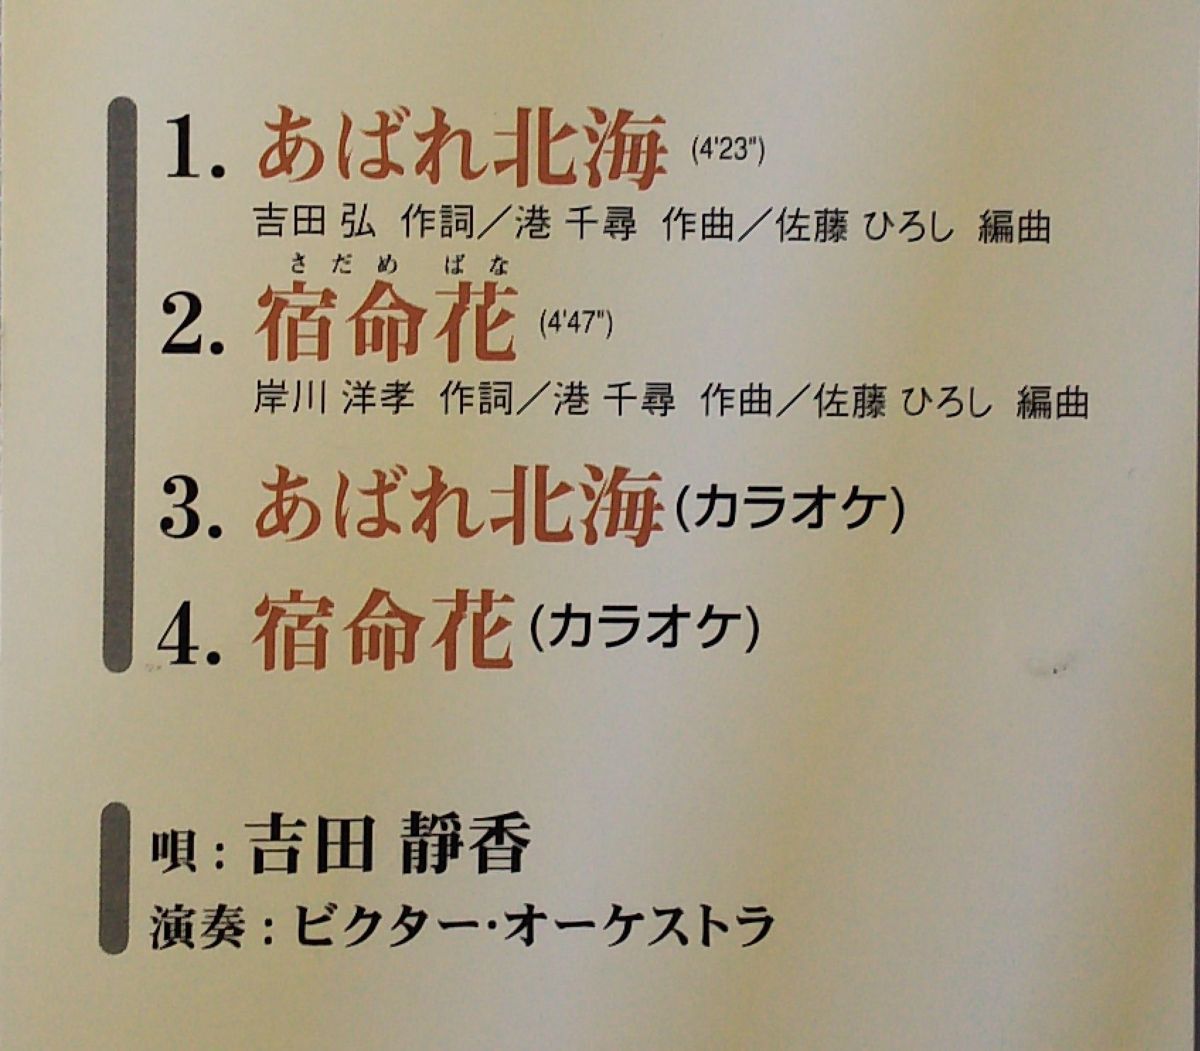 1. あばれ北海 (4'23")
吉田 弘 作詞／港 千尋 作曲／佐藤 ひろし 編曲
さだめ ばな
2. 宿命花 (4'47")
岸川 洋孝 作詞／港 千尋 作曲／佐藤 ひろし 編曲
3. あばれ北海(カラオケ)
4. 宿命花(カラオケ)
唄：吉田 靜香
演奏：ビクター・オーケストラ